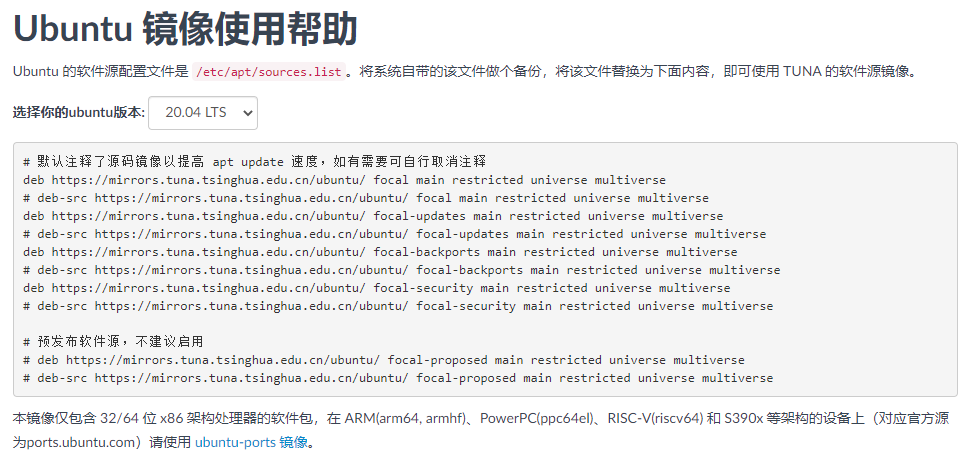 Ubuntu 镜像使用帮助
Ubuntu 的软件源配置文件是 /etc/apt/sources.list。将系统自带的该文件做个备份，将该文件替换为下面内容，即可使用 TUNA 的软件源镜像。
选择你的ubuntu版本: 20.04 LTS
# 默认注释了源码镜像以提高 apt update 速度，如有需要可自行取消注释
deb https://mirrors.tuna.tsinghua.edu.cn/ubuntu/ focal main restricted universe multiverse
# deb-src https://mirrors.tuna.tsinghua.edu.cn/ubuntu/ focal main restricted universe multiverse
deb https://mirrors.tuna.tsinghua.edu.cn/ubuntu/ focal-updates main restricted universe multiverse
# deb-src https://mirrors.tuna.tsinghua.edu.cn/ubuntu/ focal-updates main restricted universe multiverse
deb https://mirrors.tuna.tsinghua.edu.cn/ubuntu/ focal-backports main restricted universe multiverse
# deb-src https://mirrors.tuna.tsinghua.edu.cn/ubuntu/ focal-backports main restricted universe multiverse
deb https://mirrors.tuna.tsinghua.edu.cn/ubuntu/ focal-security main restricted universe multiverse
# deb-src https://mirrors.tuna.tsinghua.edu.cn/ubuntu/ focal-security main restricted universe multiverse
# 预发布软件源，不建议启用
# deb https://mirrors.tuna.tsinghua.edu.cn/ubuntu/ focal-proposed main restricted universe multiverse
# deb-src https://mirrors.tuna.tsinghua.edu.cn/ubuntu/ focal-proposed main restricted universe multiverse
本镜像仅包含 32/64 位 x86 架构处理器的软件包，在 ARM(arm64, armhf)、PowerPC(ppc64el)、RISC-V(riscv64) 和 S390x 等架构的设备上（对应官方源
为ports.ubuntu.com）请使用 ubuntu-ports 镜像。